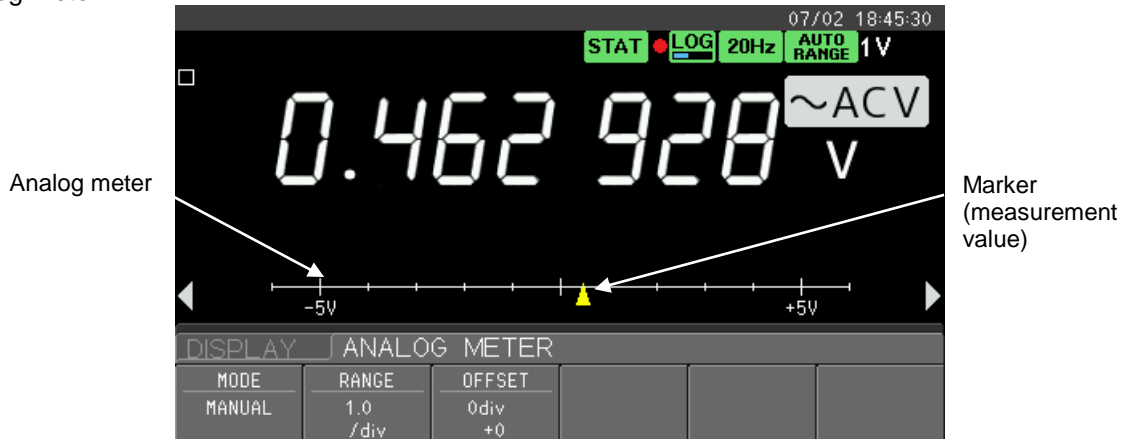 07/02 18:45:30
STAT LOG 20Hz AUTO RANGE 1V
0.462 928 ~ACV
V
Analog meter
Marker
(measurement
value)
-5V +5V
DISPLAY ANALOG METER
MODE RANGE OFFSET
MANUAL 1.0 0div
/div +0